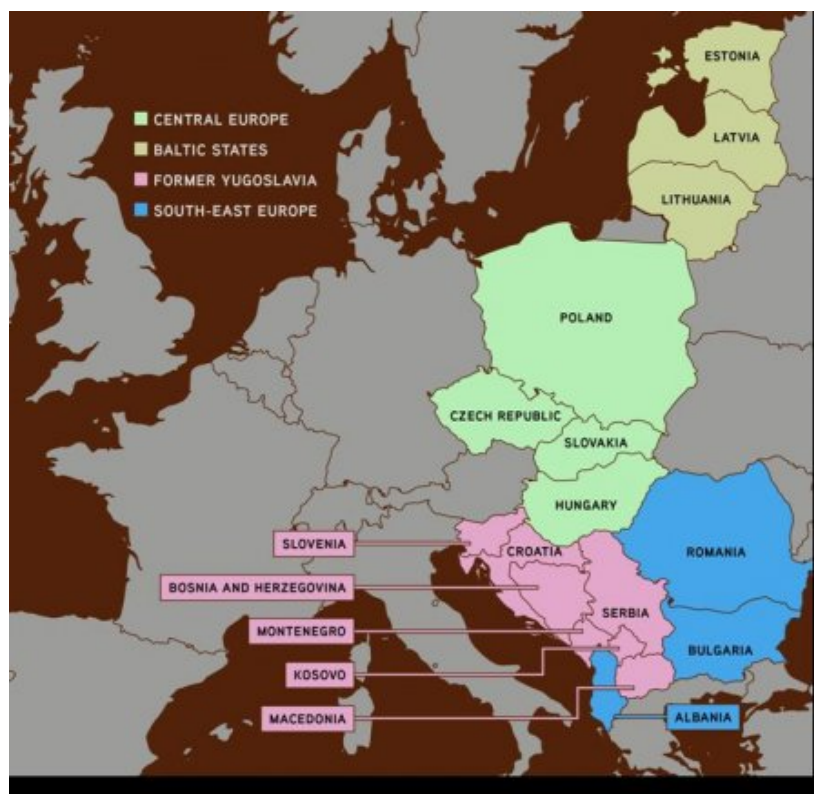 ESTONIA
CENTRAL EUROPE
LATVIA
BALTIC STATES
FORMER YUGOSLAVIA
LITHUANIA
SOUTH-EAST EUROPE
POLAND
CZECH REPUBLIC
SLOVAKIA
HUNGARY
SLOVENIA
CROATIA
ROMANIA
BOSNIA AND HERZEGOVINA
SERBIA
MONTENEGRO
BULGARIA
KOSOVO
MACEDONIA
ALBANIA